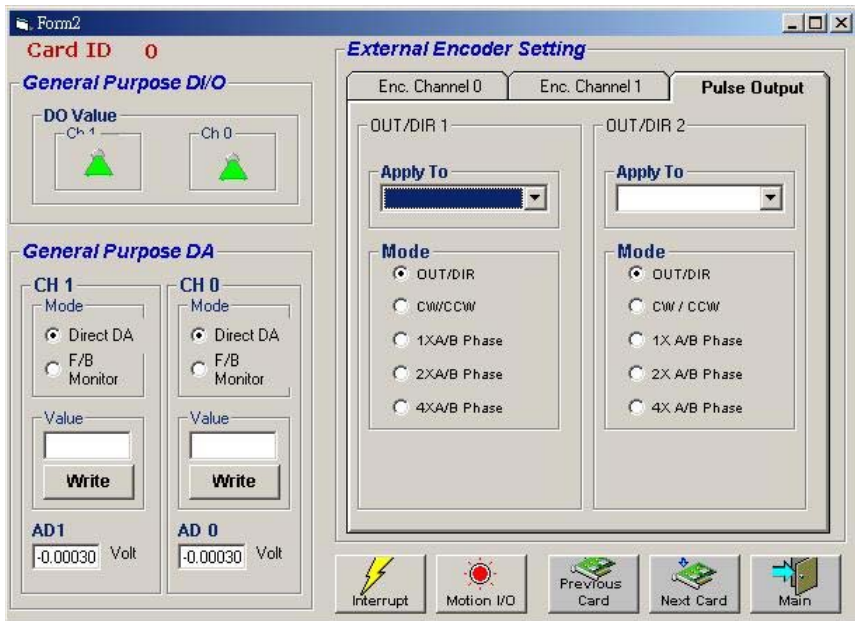 Form2
Card ID 0
General Purpose DI/O
DO Value
Ch 1
Ch 0
General Purpose DA
CH 1
Mode
Direct DA
F/B
Monitor
Value
Write
AD1
-0.00030 Volt
CH 0
Mode
Direct DA
F/B
Monitor
Value
Write
AD 0
-0.00030 Volt
External Encoder Setting
Enc. Channel 0
Enc. Channel 1
Pulse Output
OUT/DIR 1
Apply To
Mode
OUT/DIR
CW/CCW
1XA/B Phase
2XA/B Phase
4XA/B Phase
OUT/DIR 2
Apply To
Mode
OUT/DIR
CW / CCW
1X A/B Phase
2X A/B Phase
4X A/B Phase
Interrupt
Motion I/O
Previous
Card
Next Card
Main